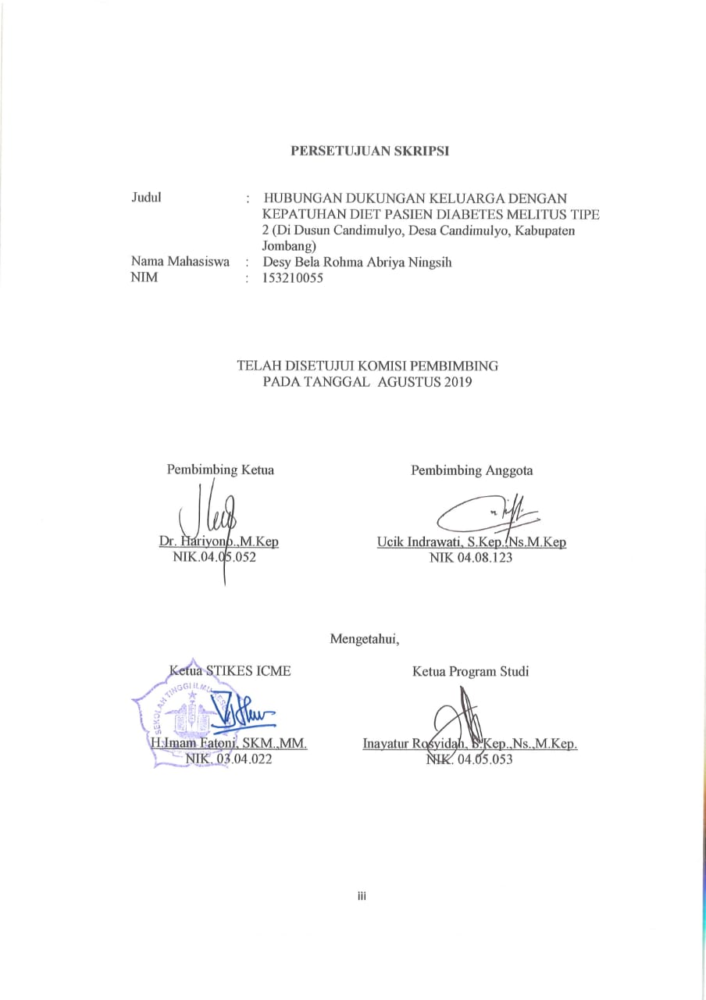 PERSETUJUAN SKRIPSI
Judul : HUBUNGAN DUKUNGAN KELUARGA DENGAN
KEPATUHAN DIET PASIEN DIABETES MELITUS TIPE
2 (Di Dusun Candimulyo, Desa Candimulyo, Kabupaten
Jombang)
Nama Mahasiswa : Desy Bela Rohma Abriya Ningsih
NIM : 153210055
TELAH DISETUJUI KOMISI PEMBIMBING
PADA TANGGAL AGUSTUS 2019
Pembimbing Ketua
Dr. Hariyono.,M.Kep
NIK.04.05.052
Pembimbing Anggota
Ucik Indrawati, S.Kep.,Ns.M.Kep
NIK 04.08.123
Mengetahui,
Ketua STIKES ICME
SEKOLAH TINGGI ILMU
H.Imam Fatoni, SKM.,MM.
NIK. 03.04.022
Ketua Program Studi
Inayatur Rosyidah, S.Kep.,Ns.,M.Kep.
NIK. 04.05.053
iii